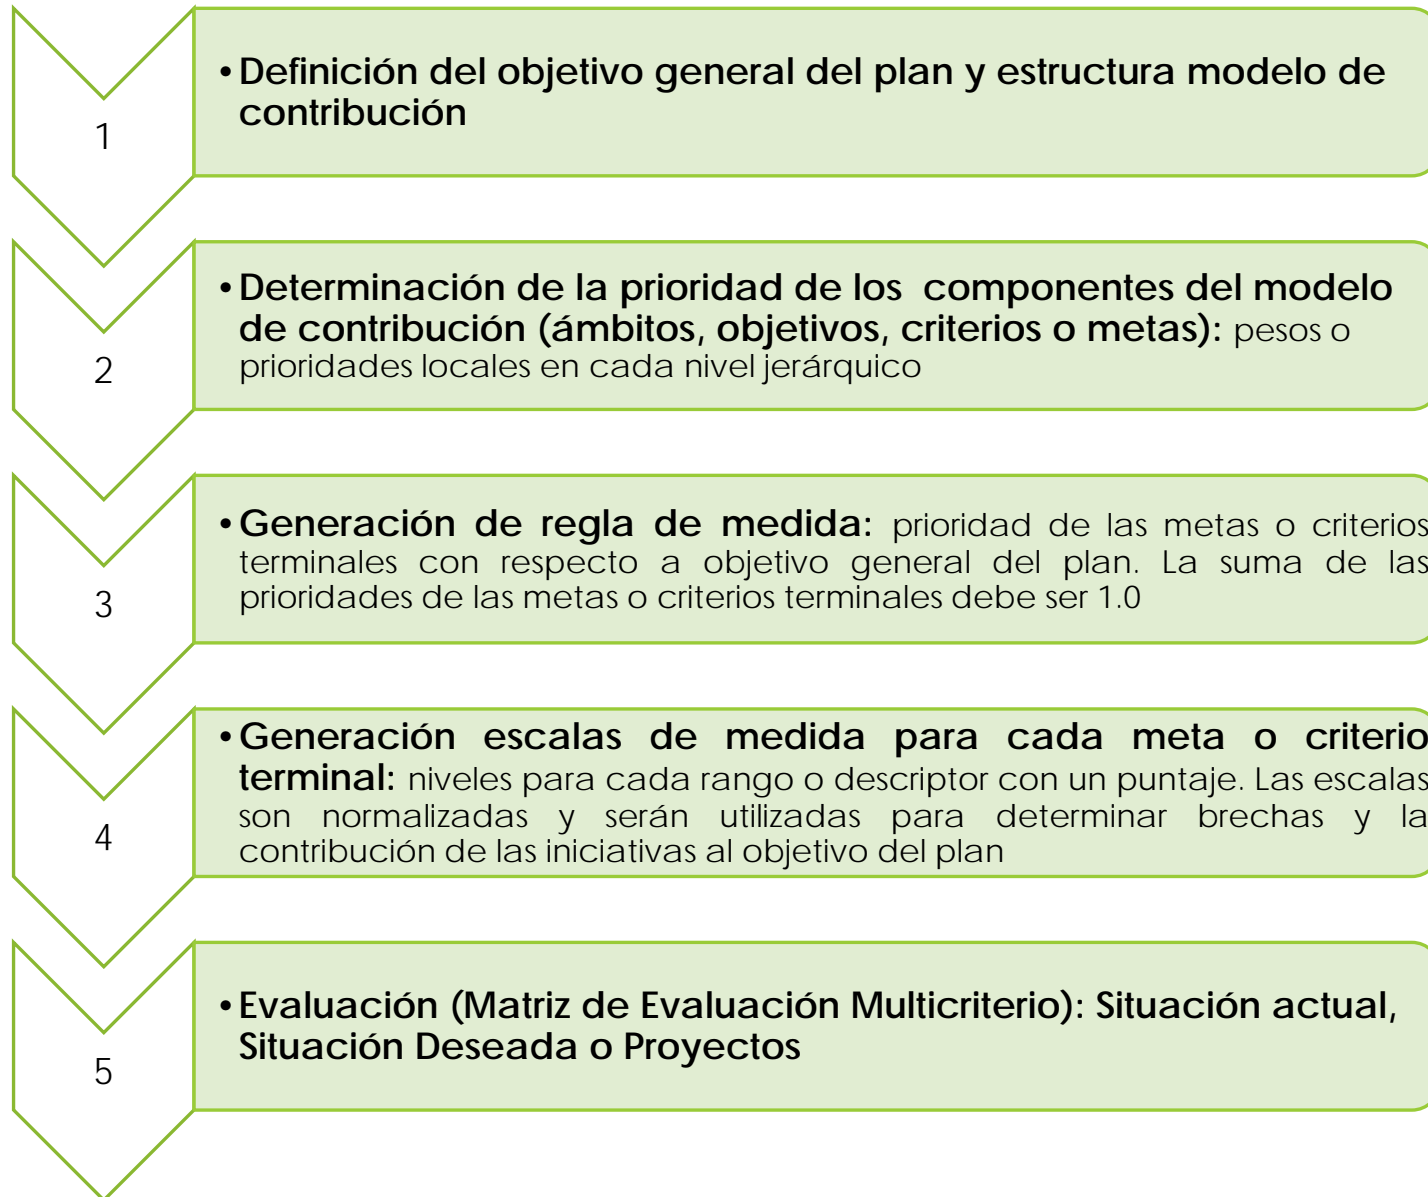 1
• Definición del objetivo general del plan y estructura modelo de
contribución
2
• Determinación de la prioridad de los componentes del modelo
de contribución (ámbitos, objetivos, criterios o metas): pesos o
prioridades locales en cada nivel jerárquico
3
• Generación de regla de medida: prioridad de las metas o criterios
terminales con respecto a objetivo general del plan. La suma de las
prioridades de las metas o criterios terminales debe ser 1.0
4
• Generación escalas de medida para cada meta o criterio
terminal: niveles para cada rango o descriptor con un puntaje. Las escalas
son normalizadas y serán utilizadas para determinar brechas y la
contribución de las iniciativas al objetivo del plan
5
• Evaluación (Matriz de Evaluación Multicriterio): Situación actual,
Situación Deseada o Proyectos